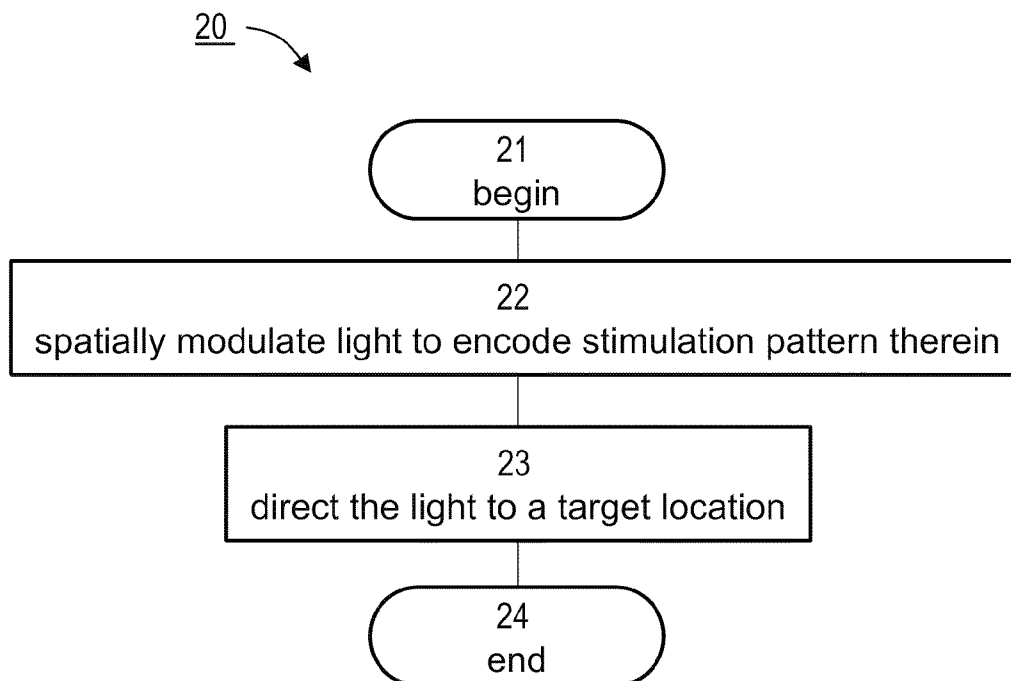 20
21
begin
22
spatially modulate light to encode stimulation pattern therein
23
direct the light to a target location
24
end